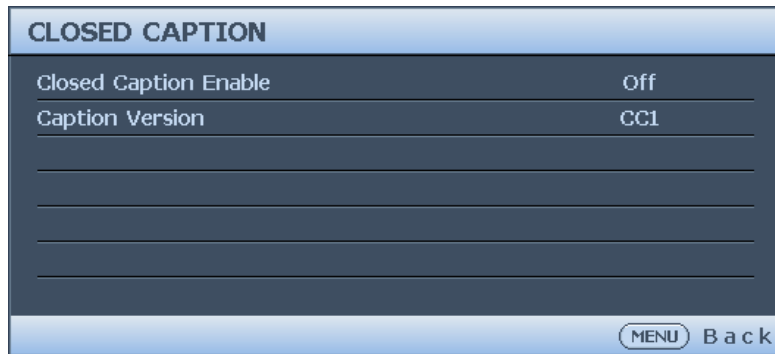 CLOSED CAPTION
Closed Caption Enable Off
Caption Version CC1
MENU Back